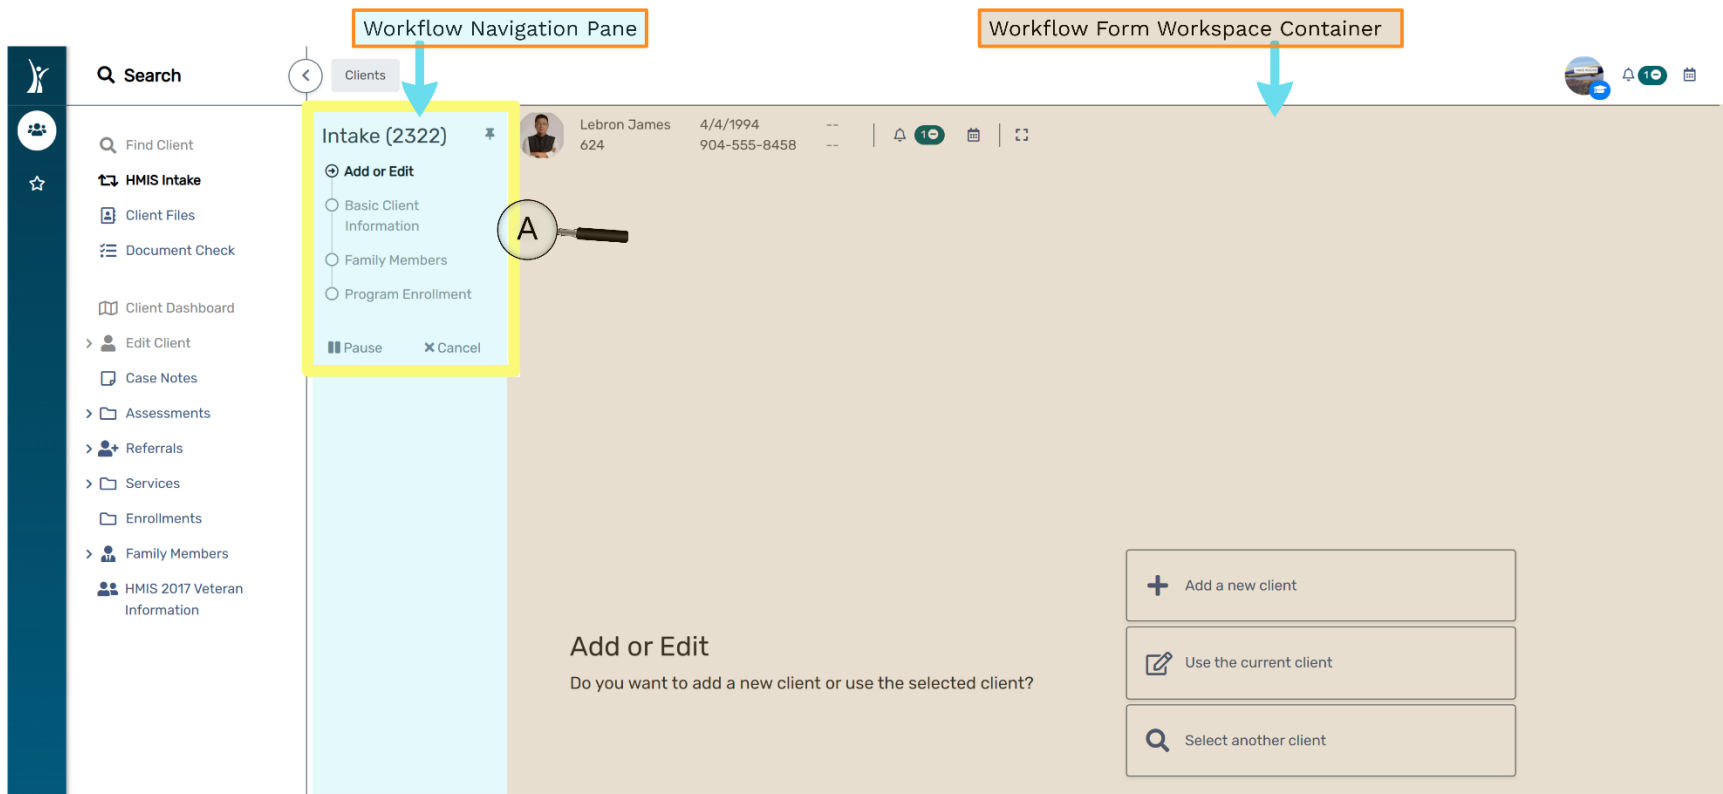 Workflow Navigation Pane
Workflow Form Workspace Container
Search
Clients
10
Find Client
HMIS Intake
Client Files
Document Check
Client Dashboard
Edit Client
Case Notes
Assessments
Referrals
Services
Enrollments
Family Members
HMIS 2017 Veteran
Information
Intake (2322)
Add or Edit
Basic Client
Information
Family Members
Program Enrollment
Pause
Cancel
A
Lebron James 4/4/1994 --
624 904-555-8458 --
1
Add or Edit
Do you want to add a new client or use the selected client?
Add a new client
Use the current client
Select another client